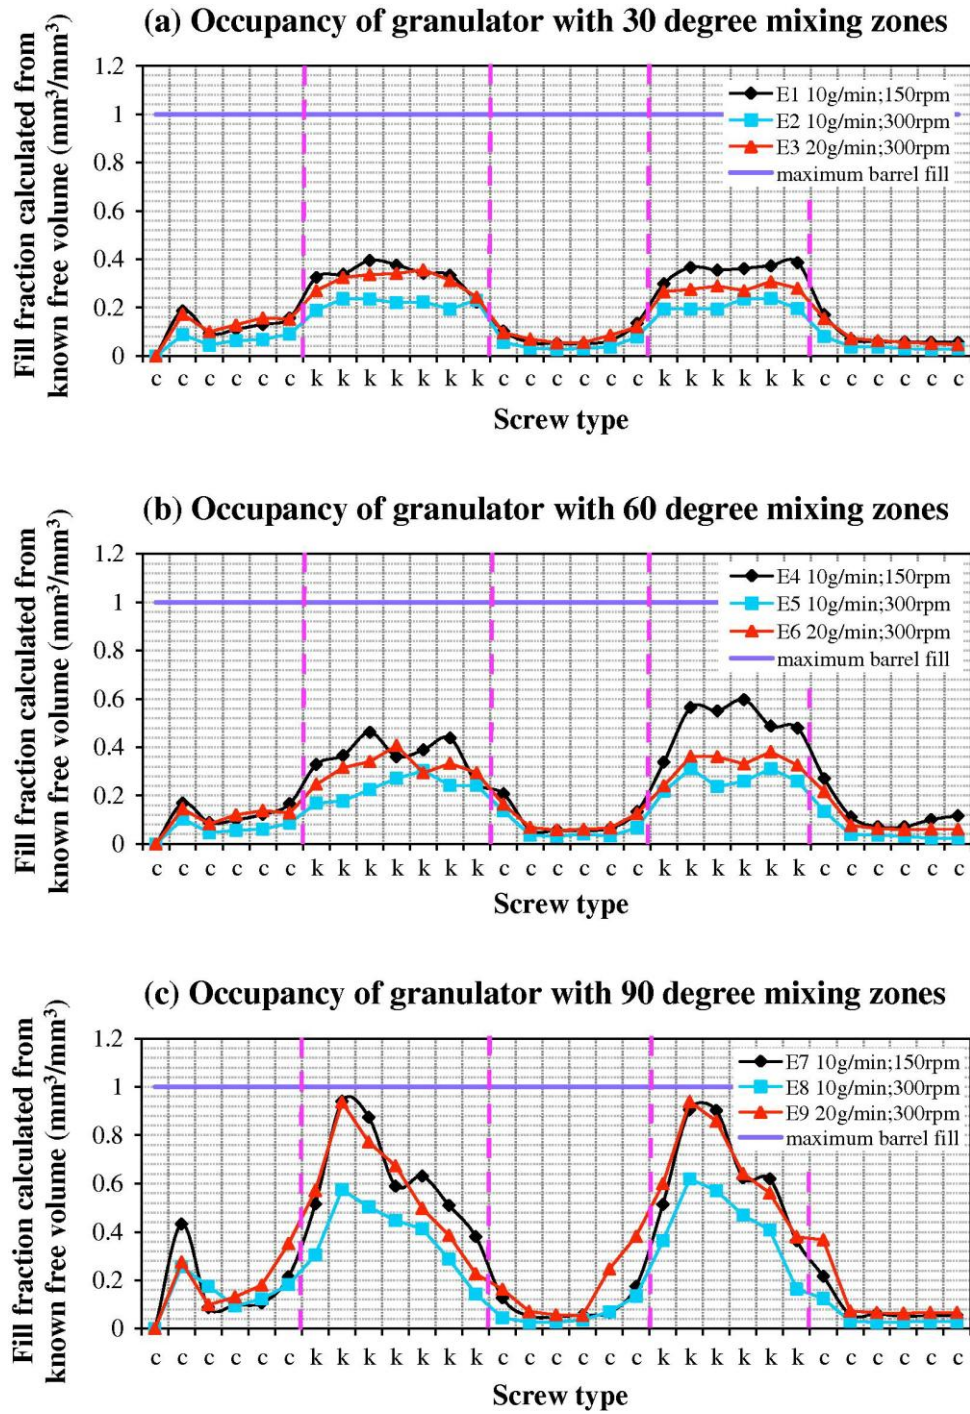 (a) Occupancy of granulator with 30 degree mixing zones
Fill fraction calculated from
known free volume (mm³/mm³)
1.2
1
0.8
0.6
0.4
0.2
0
E1 10g/min;150rpm
E2 10g/min;300rpm
E3 20g/min;300rpm
maximum barrel fill
c c c c c c k k k k k k k c c c c c c k k k k k k c c c c c c
Screw type
(b) Occupancy of granulator with 60 degree mixing zones
Fill fraction calculated from
known free volume (mm³/mm³)
1.2
1
0.8
0.6
0.4
0.2
0
E4 10g/min;150rpm
E5 10g/min;300rpm
E6 20g/min;300rpm
maximum barrel fill
c c c c c c k k k k k k k c c c c c c k k k k k k c c c c c c
Screw type
(c) Occupancy of granulator with 90 degree mixing zones
Fill fraction calculated from
known free volume (mm³/mm³)
1.2
1
0.8
0.6
0.4
0.2
0
E7 10g/min;150rpm
E8 10g/min;300rpm
E9 20g/min;300rpm
maximum barrel fill
c c c c c c k k k k k k k c c c c c c k k k k k k c c c c c c
Screw type